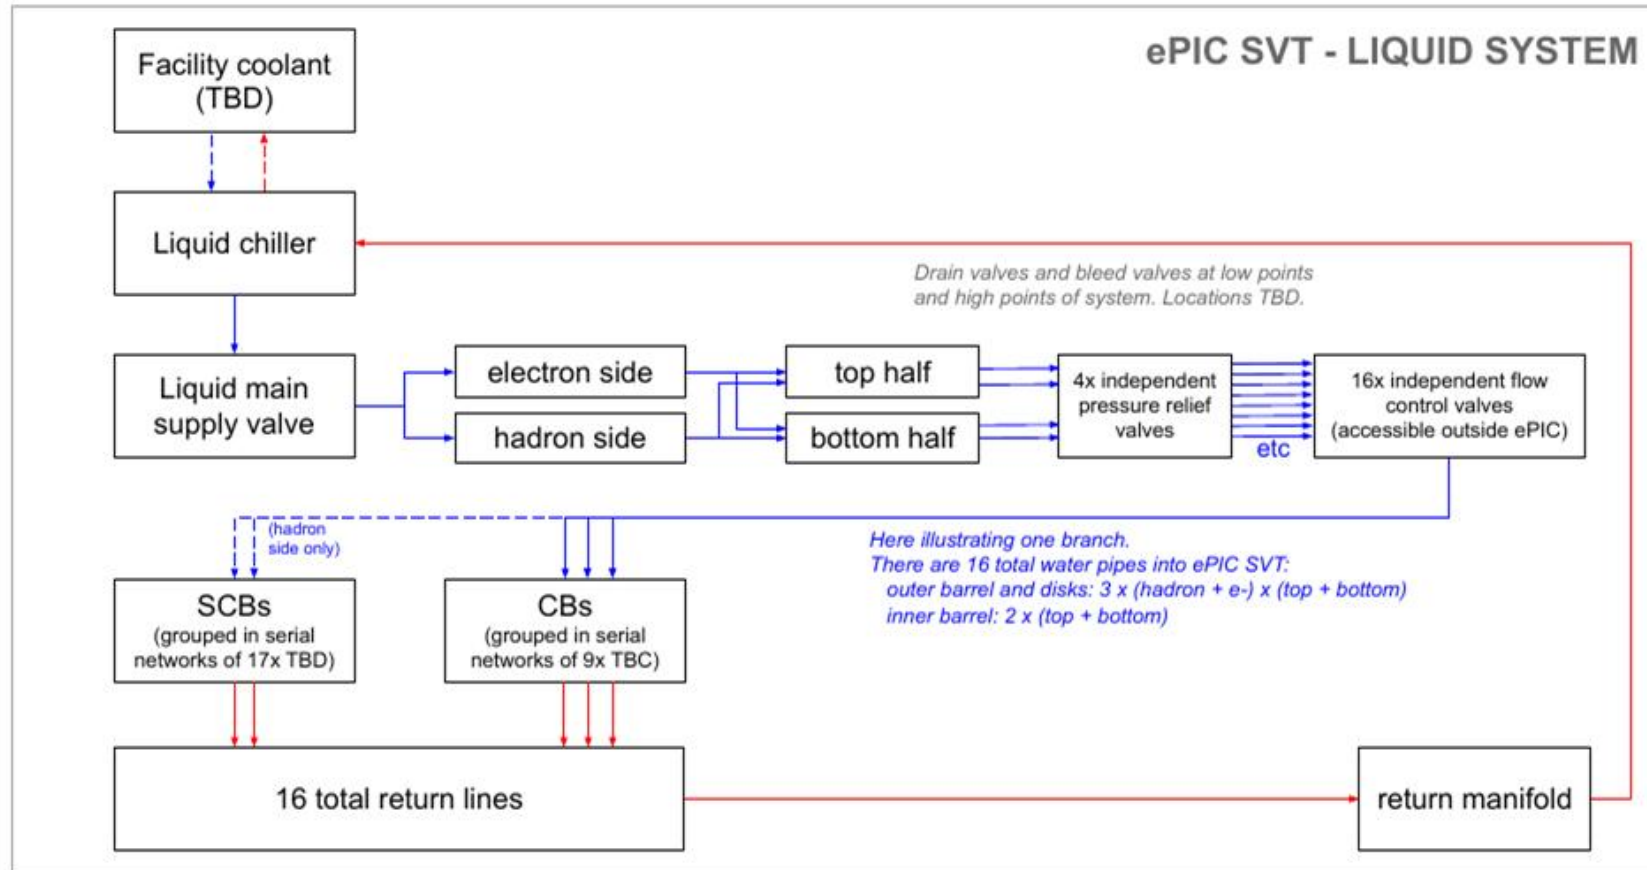 ePIC SVT - LIQUID SYSTEM
Facility coolant
(TBD)
Liquid chiller
Drain valves and bleed valves at low points
and high points of system. Locations TBD.
Liquid main
supply valve
electron side
hadron side
top half
bottom half
4x independent
pressure relief
valves
etc
16x independent flow
control valves
(accessible outside ePIC)
(hadron
side only)
Here illustrating one branch.
There are 16 total water pipes into ePIC SVT:
outer barrel and disks: 3 x (hadron + e-) x (top + bottom)
inner barrel: 2 x (top + bottom)
SCBs
(grouped in serial
networks of 17x TBD)
CBs
(grouped in serial
networks of 9x TBC)
16 total return lines
return manifold